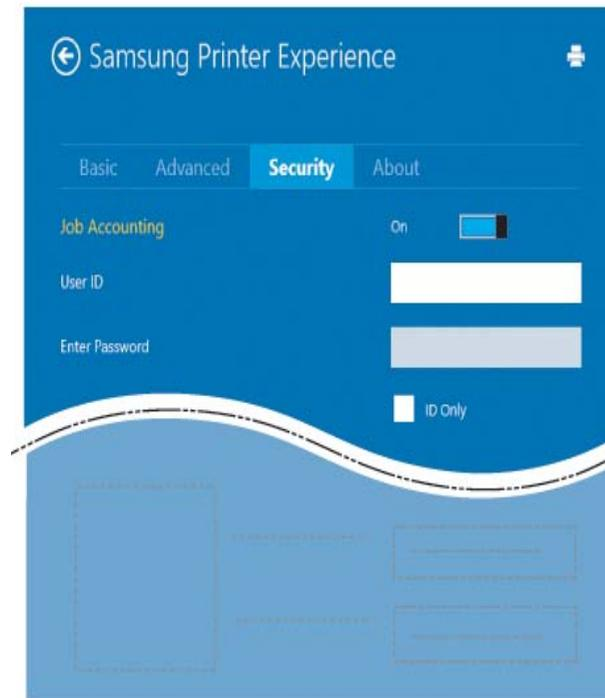 Samsung Printer Experience
Basic Advanced Security About
Job Accounting On
User ID
Enter Password
ID Only